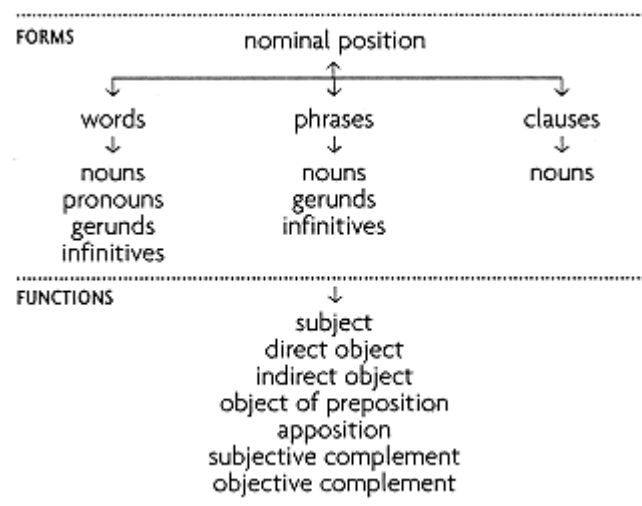 FORMS
nominal position
words phrases clauses
nouns nouns nouns
pronouns gerunds
gerunds infinitives
infinitives
FUNCTIONS
subject
direct object
indirect object
object of preposition
apposition
subjective complement
objective complement